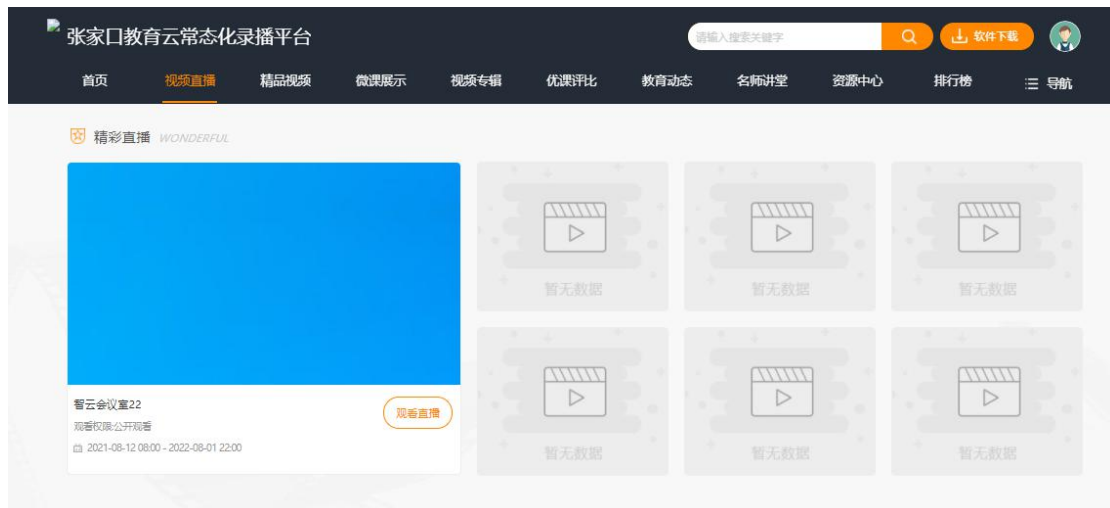 张家口教育云常态化录播平台
请输入搜索关键字
软件下载
首页 视频直播 精品视频 微课展示 视频专辑 优课评比 教育动态 名师讲堂 资源中心 排行榜 导航
精彩直播 WONDERFUL
暂无数据 暂无数据 暂无数据
智云会议室22
观看权限:公开观看
2021-08-12 08:00 - 2022-08-01 22:00
观看直播
暂无数据 暂无数据 暂无数据